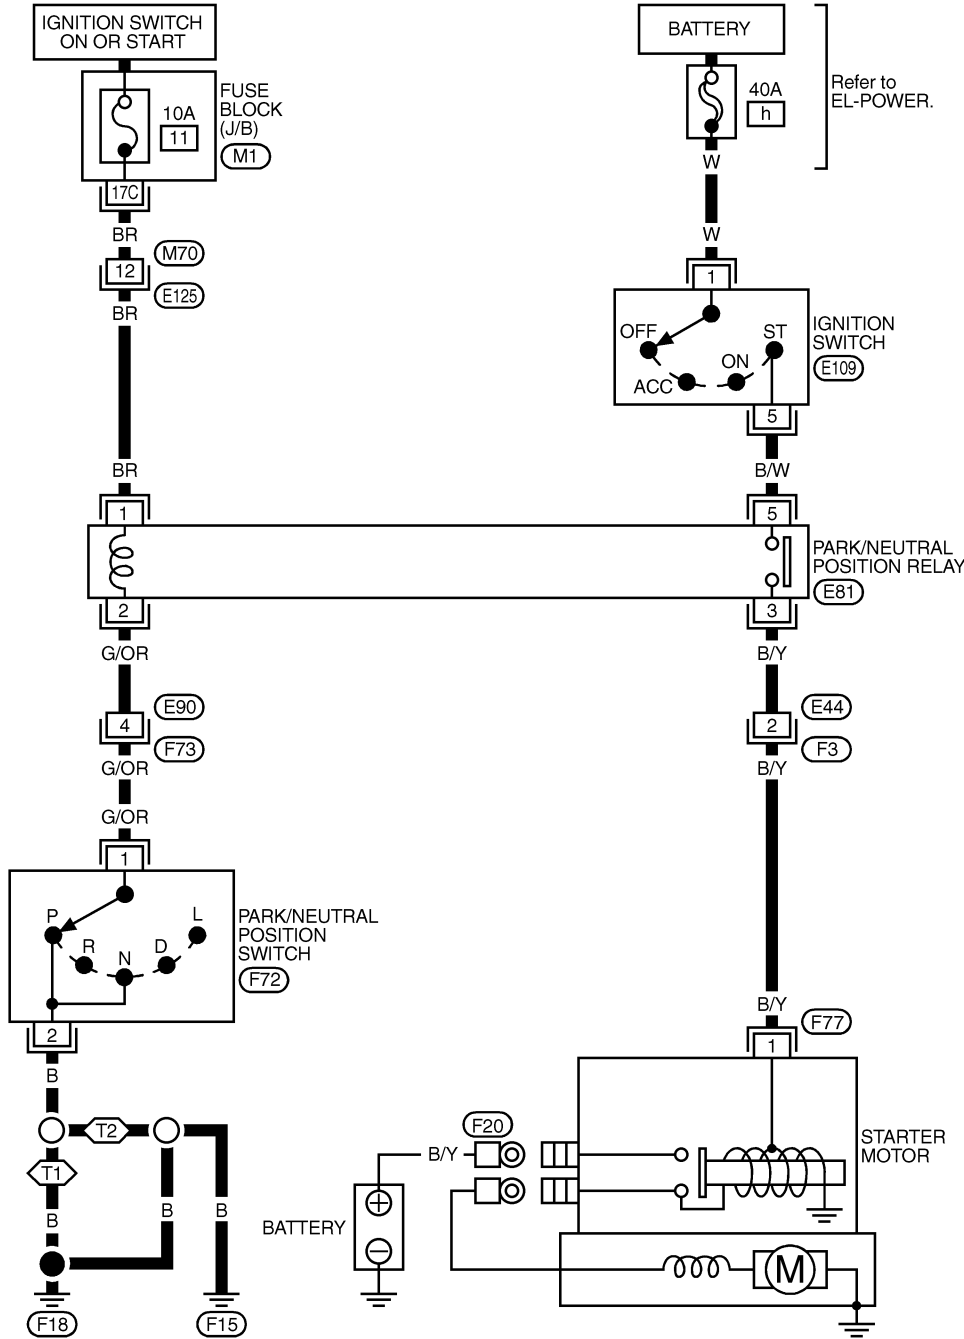 IGNITION SWITCH
ON OR START
BATTERY
FUSE
BLOCK
(J/B)
M1
10A
11
40A
h
Refer to
EL-POWER.
17C
W
BR
W
M70
12
E125
1
BR
OFF
ST
ACC
ON
IGNITION
SWITCH
E109
5
BR
B/W
1
5
PARK/NEUTRAL
POSITION RELAY
E81
2
3
G/OR
B/Y
E90
4
F73
E44
2
F3
G/OR
B/Y
G/OR
1
P
R
N
D
L
PARK/NEUTRAL
POSITION
SWITCH
F72
B/Y
F77
2
1
B
T2
T1
F20
B/Y
STARTER
MOTOR
B
B
B
BATTERY
+
−
M
F18
F15